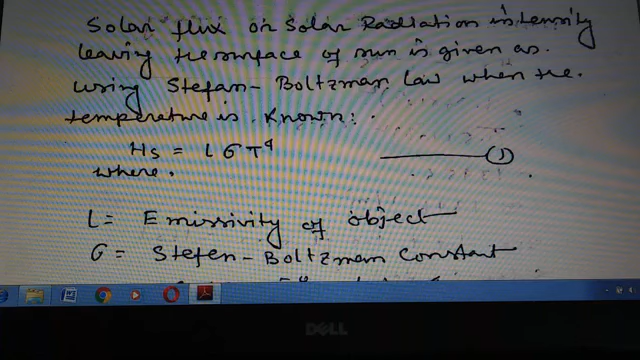 Solar flux or Solar Radiation intensity
leaving the surface of sun is given as.
using Stefan-Boltzman Law when the.
temperature is known:.
Hs = L σ T⁴ ①
where.
L = Emissivity of object
σ = Stefen-Boltzman Constant
DELL